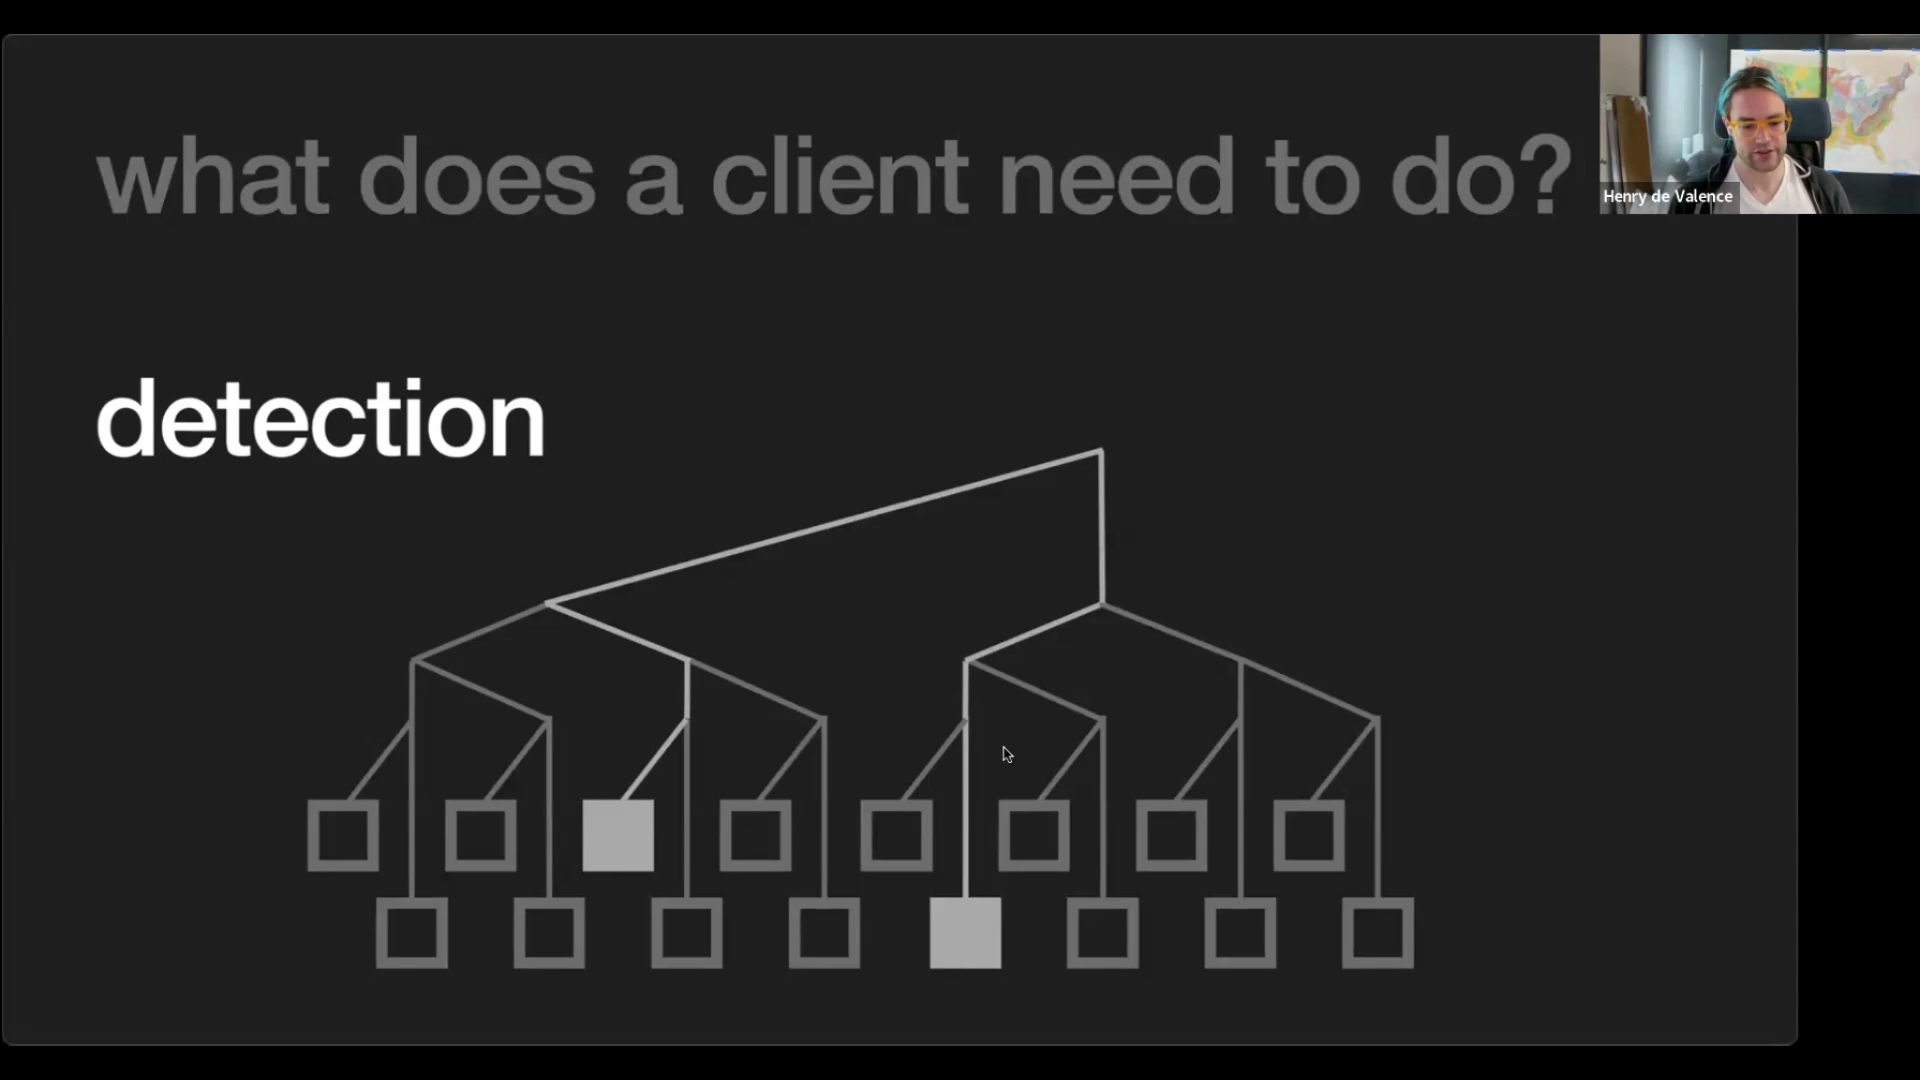 what does a client need to do?
Henry de Valence
detection